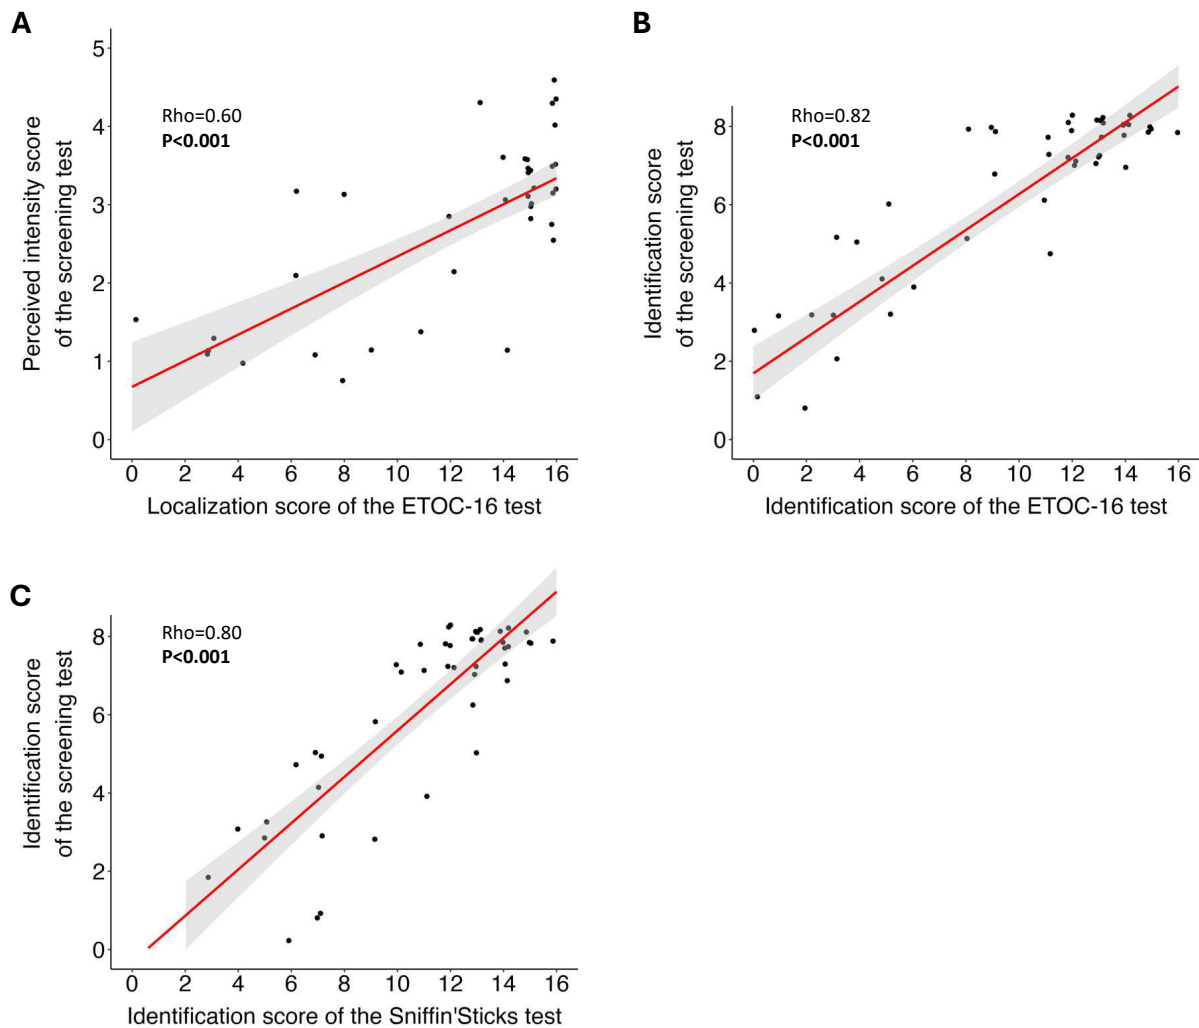 A
Perceived intensity score
of the screening test
5
4
3
2
1
0
Rho=0.60
P<0.001
0 2 4 6 8 10 12 14 16
Localization score of the ETOC-16 test
B
Identification score
of the screening test
8
6
4
2
0
Rho=0.82
P<0.001
0 2 4 6 8 10 12 14 16
Identification score of the ETOC-16 test
C
Identification score
of the screening test
8
6
4
2
0
Rho=0.80
P<0.001
0 2 4 6 8 10 12 14 16
Identification score of the Sniffin'Sticks test